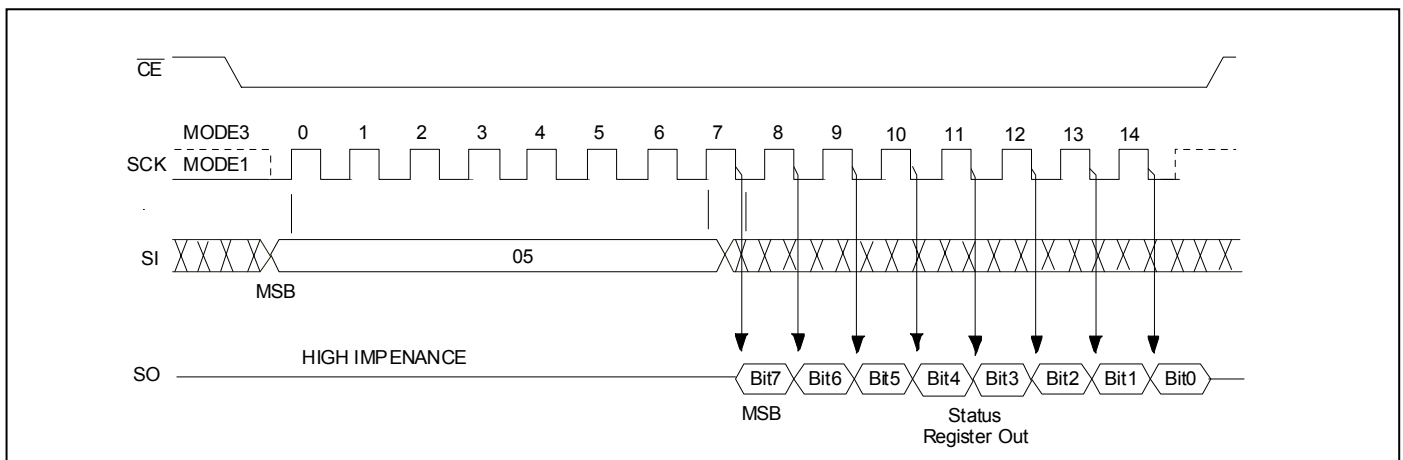 CE
MODE3 0 1 2 3 4 5 6 7 8 9 10 11 12 13 14
SCK MODE1
SI 05
MSB
HIGH IMPENANCE
SO Bit7 Bit6 Bit5 Bit4 Bit3 Bit2 Bit1 Bit0
MSB Status
Register Out